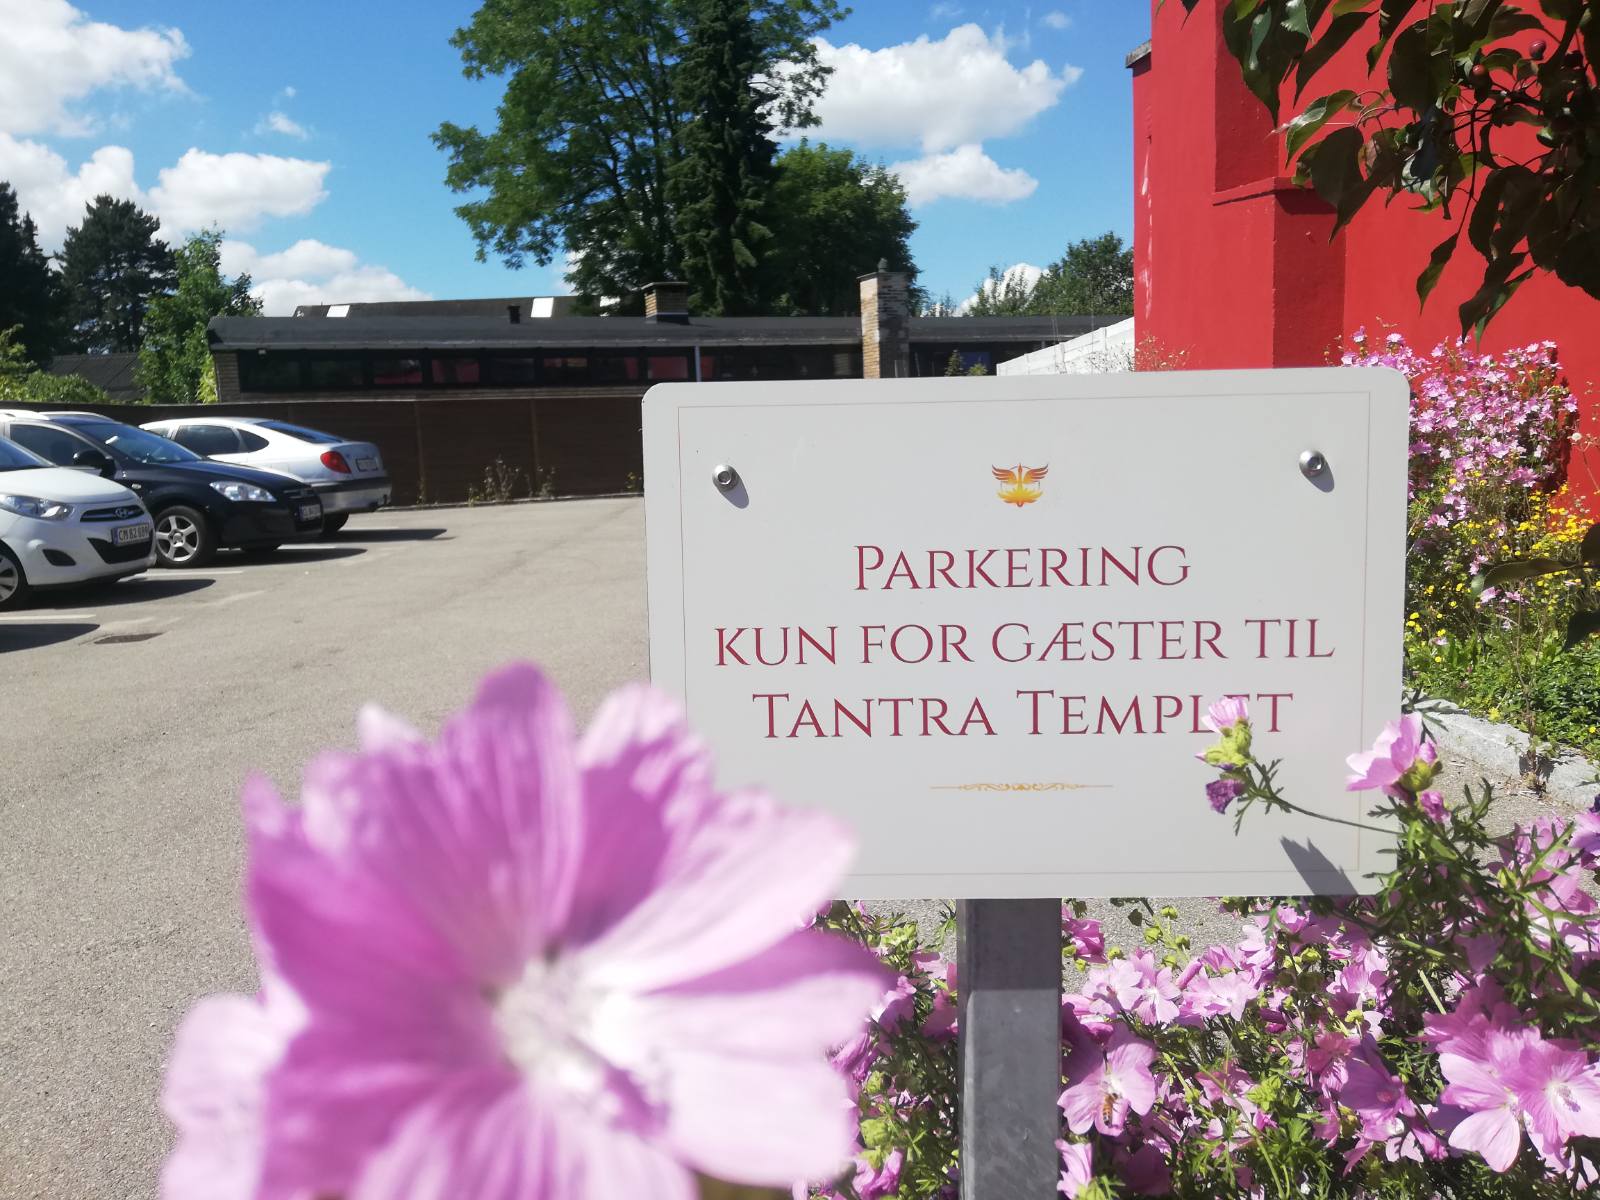 PARKERING
KUN FOR GÆSTER TIL
TANTRA TEMPLET